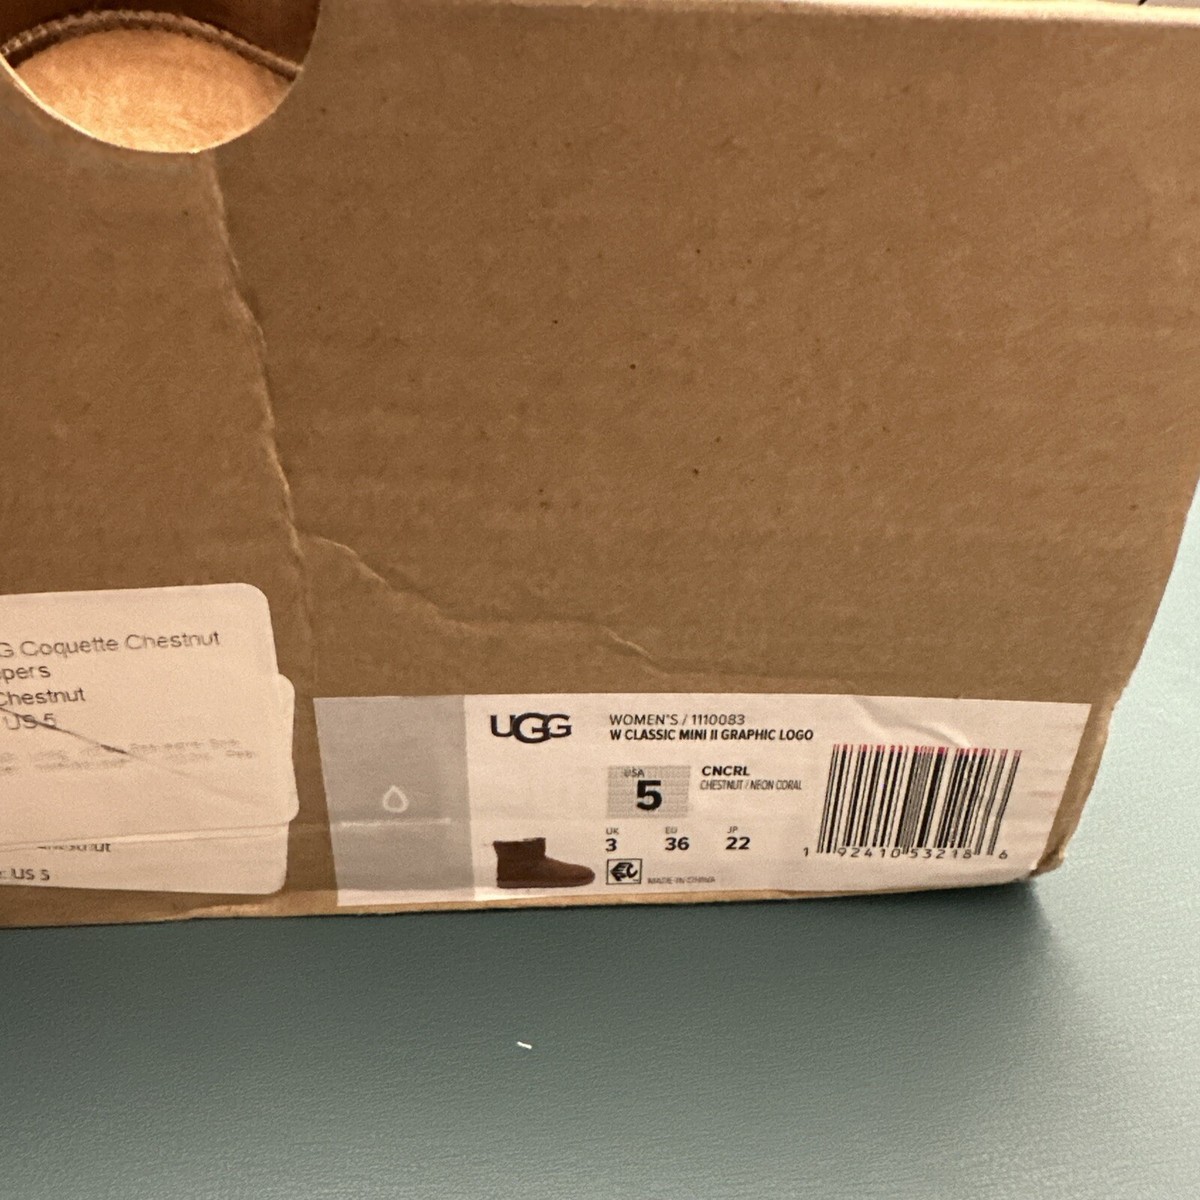 G Coquette Chestnut
pers
Chestnut
US 5
US 5
UGG
WOMEN'S / 1110083
W CLASSIC MINI II GRAPHIC LOGO
USA
5
CNCRL
CHESTNUT / NEON CORAL
UK EU JP
3 36 22
MADE IN CHINA
1 92410 53218 6